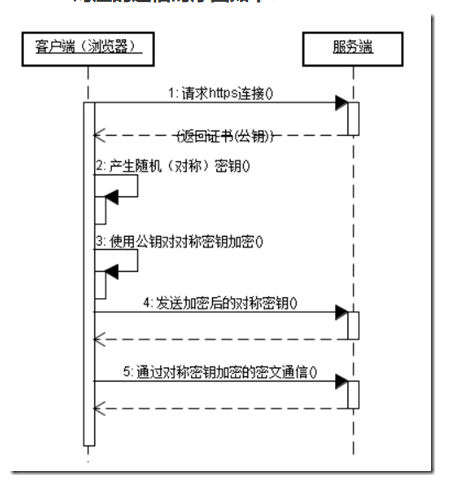 客户端（浏览器）
服务端
1: 请求https连接()
(返回证书(公钥))
2: 产生随机（对称）密钥()
3: 使用公钥对对称密钥加密()
4: 发送加密后的对称密钥()
5: 通过对称密钥加密的密文通信()